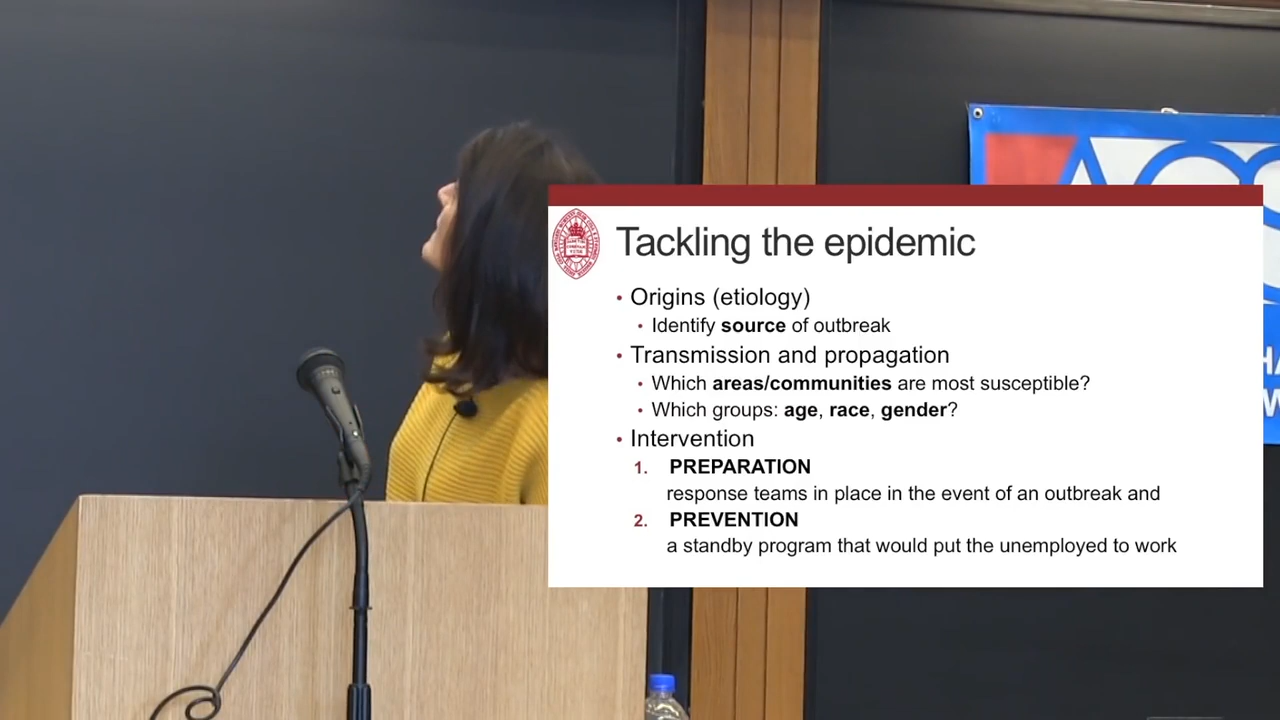 Tackling the epidemic
• Origins (etiology)
• Identify source of outbreak
• Transmission and propagation
• Which areas/communities are most susceptible?
• Which groups: age, race, gender?
• Intervention
1. PREPARATION
response teams in place in the event of an outbreak and
2. PREVENTION
a standby program that would put the unemployed to work